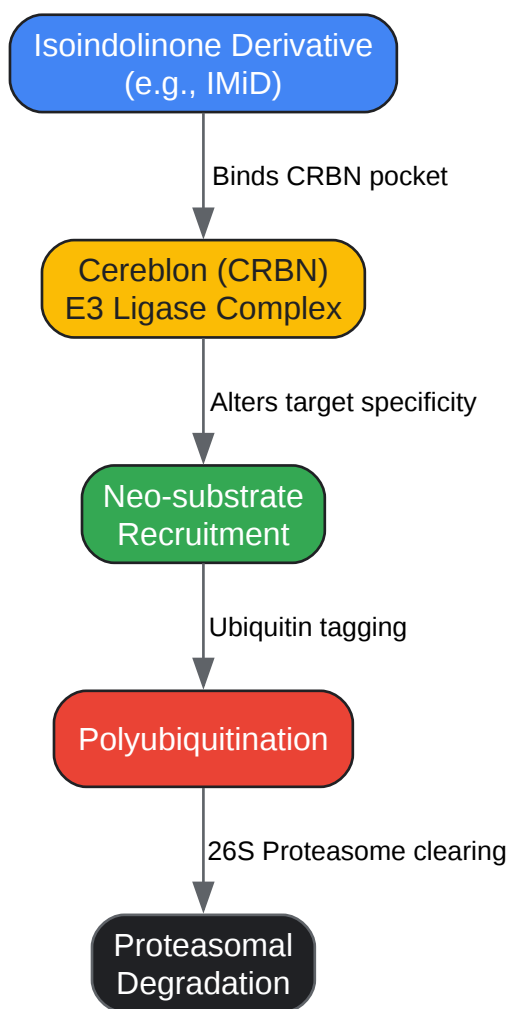 Isoindolinone Derivative
(e.g., IMiD)
Binds CRBN pocket
Cereblon (CRBN)
E3 Ligase Complex
Alters target specificity
Neo-substrate
Recruitment
Ubiquitin tagging
Polyubiquitination
26S Proteasome clearing
Proteasomal
Degradation